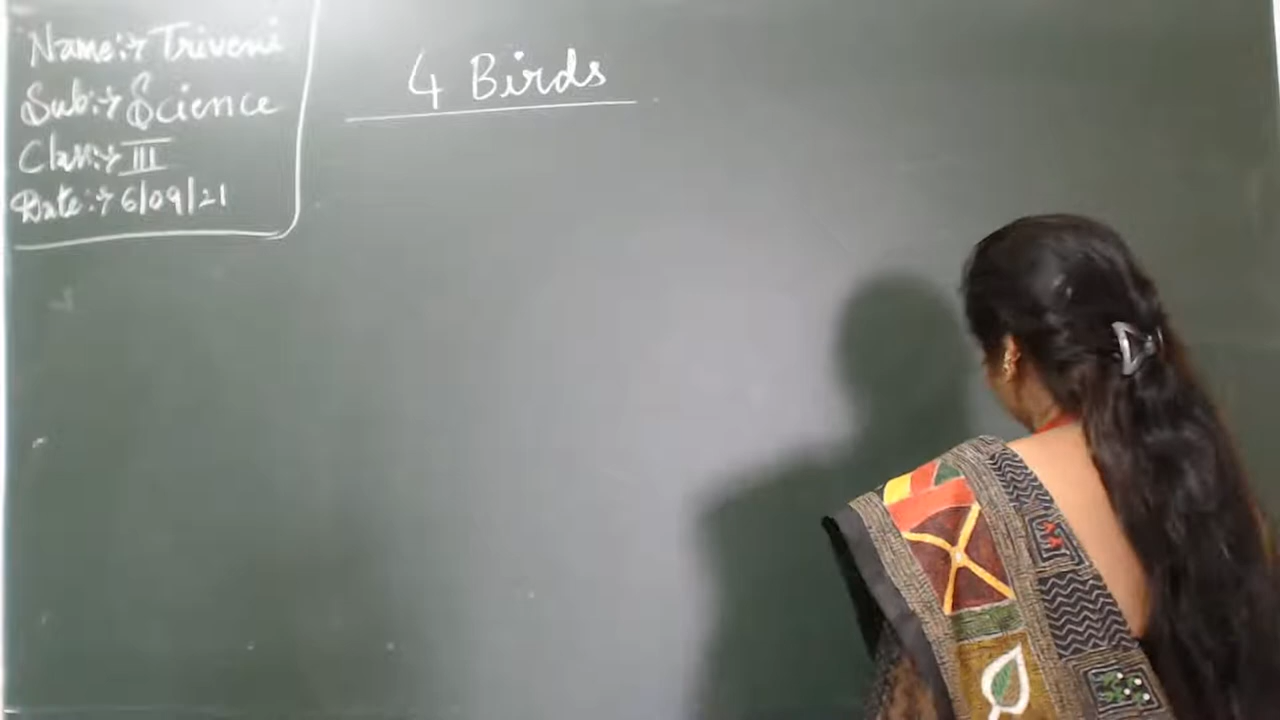 Name:→ Triveni
Sub:→ Science
Class:→ III
Date:→ 6/09/21
4 Birds